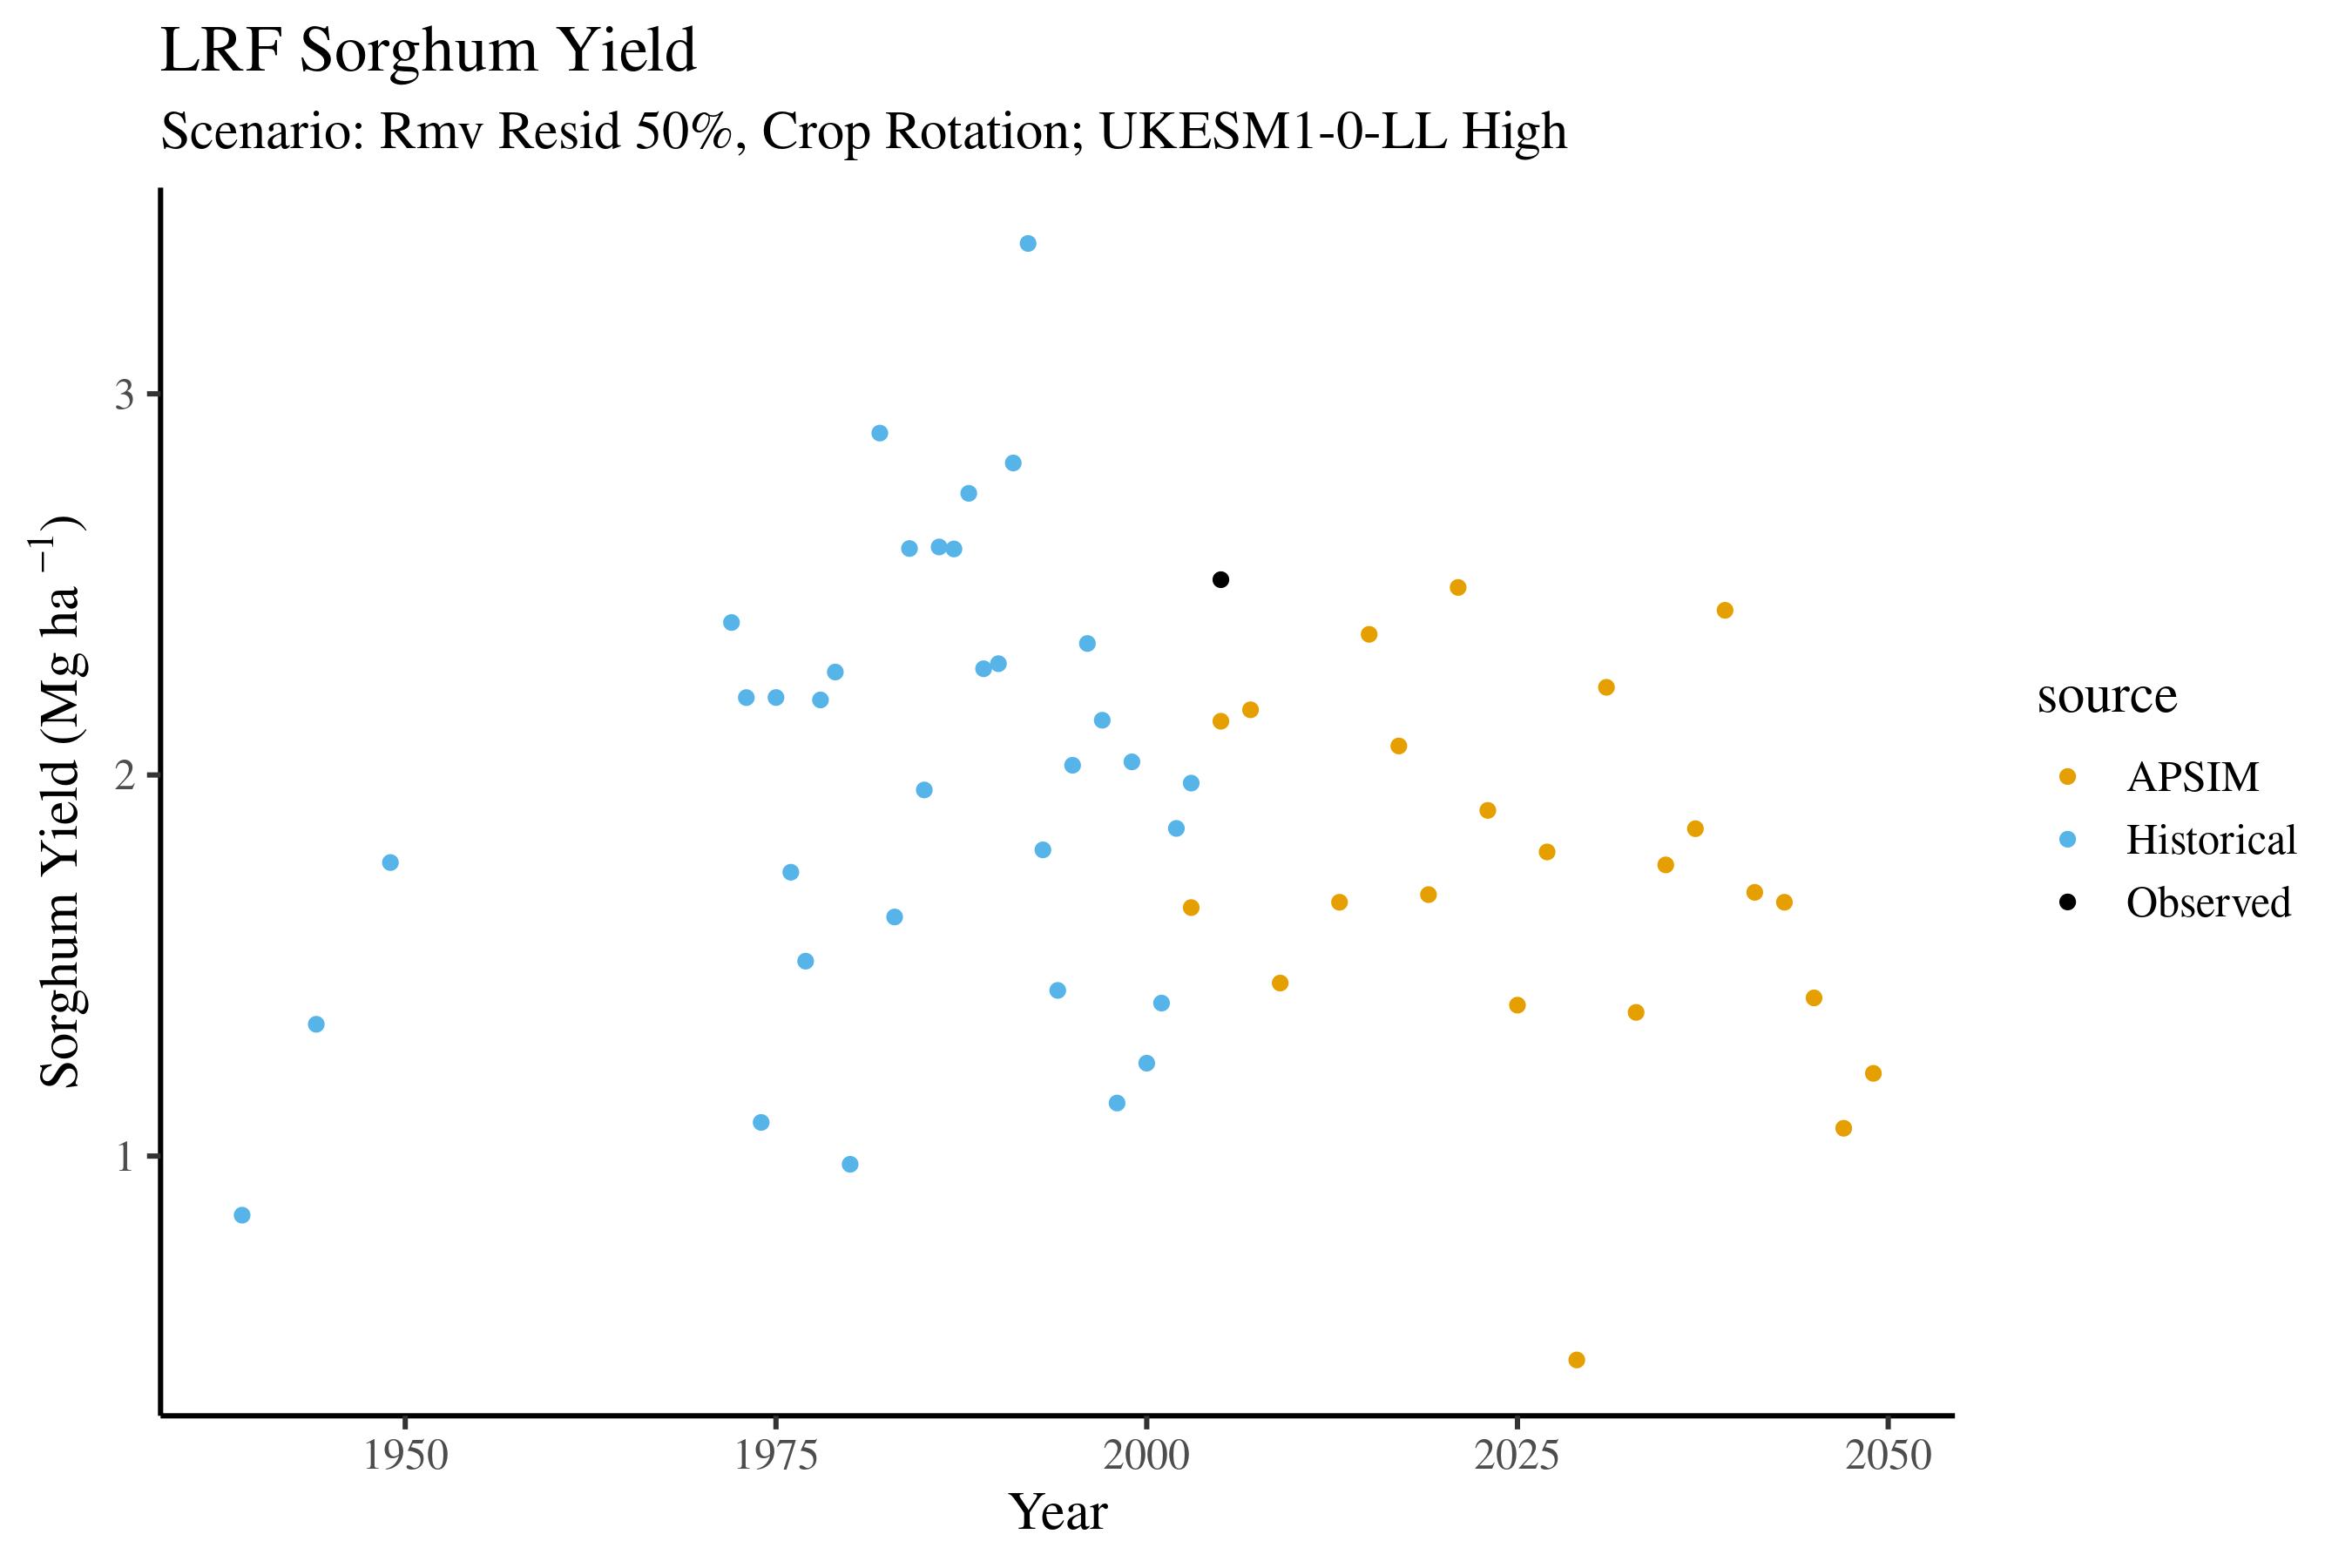 LRF Sorghum Yield
Scenario: Rmv Resid 50%, Crop Rotation; UKESM1-0-LL High
Sorghum Yield (Mg ha ⁻¹)
3
2
1
1950
1975
2000
2025
2050
Year
source
APSIM
Historical
Observed